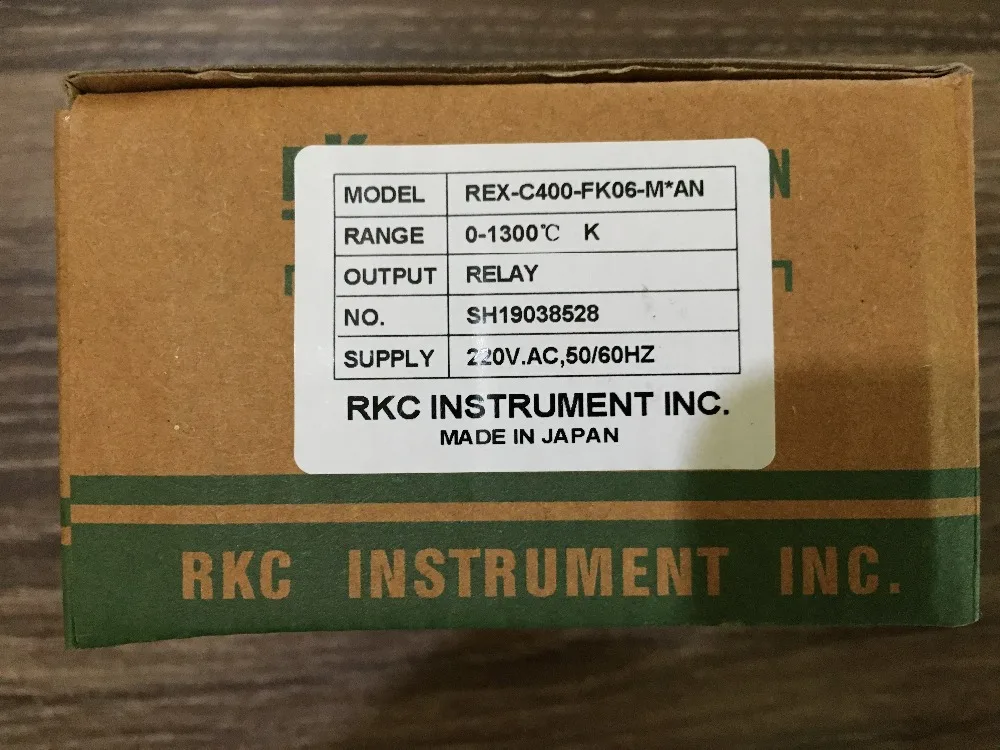 MODEL REX-C400-FK06-M*AN
RANGE 0-1300℃ K
OUTPUT RELAY
NO. SH19038528
SUPPLY 220V.AC,50/60HZ
RKC INSTRUMENT INC.
MADE IN JAPAN
RKC INSTRUMENT INC.